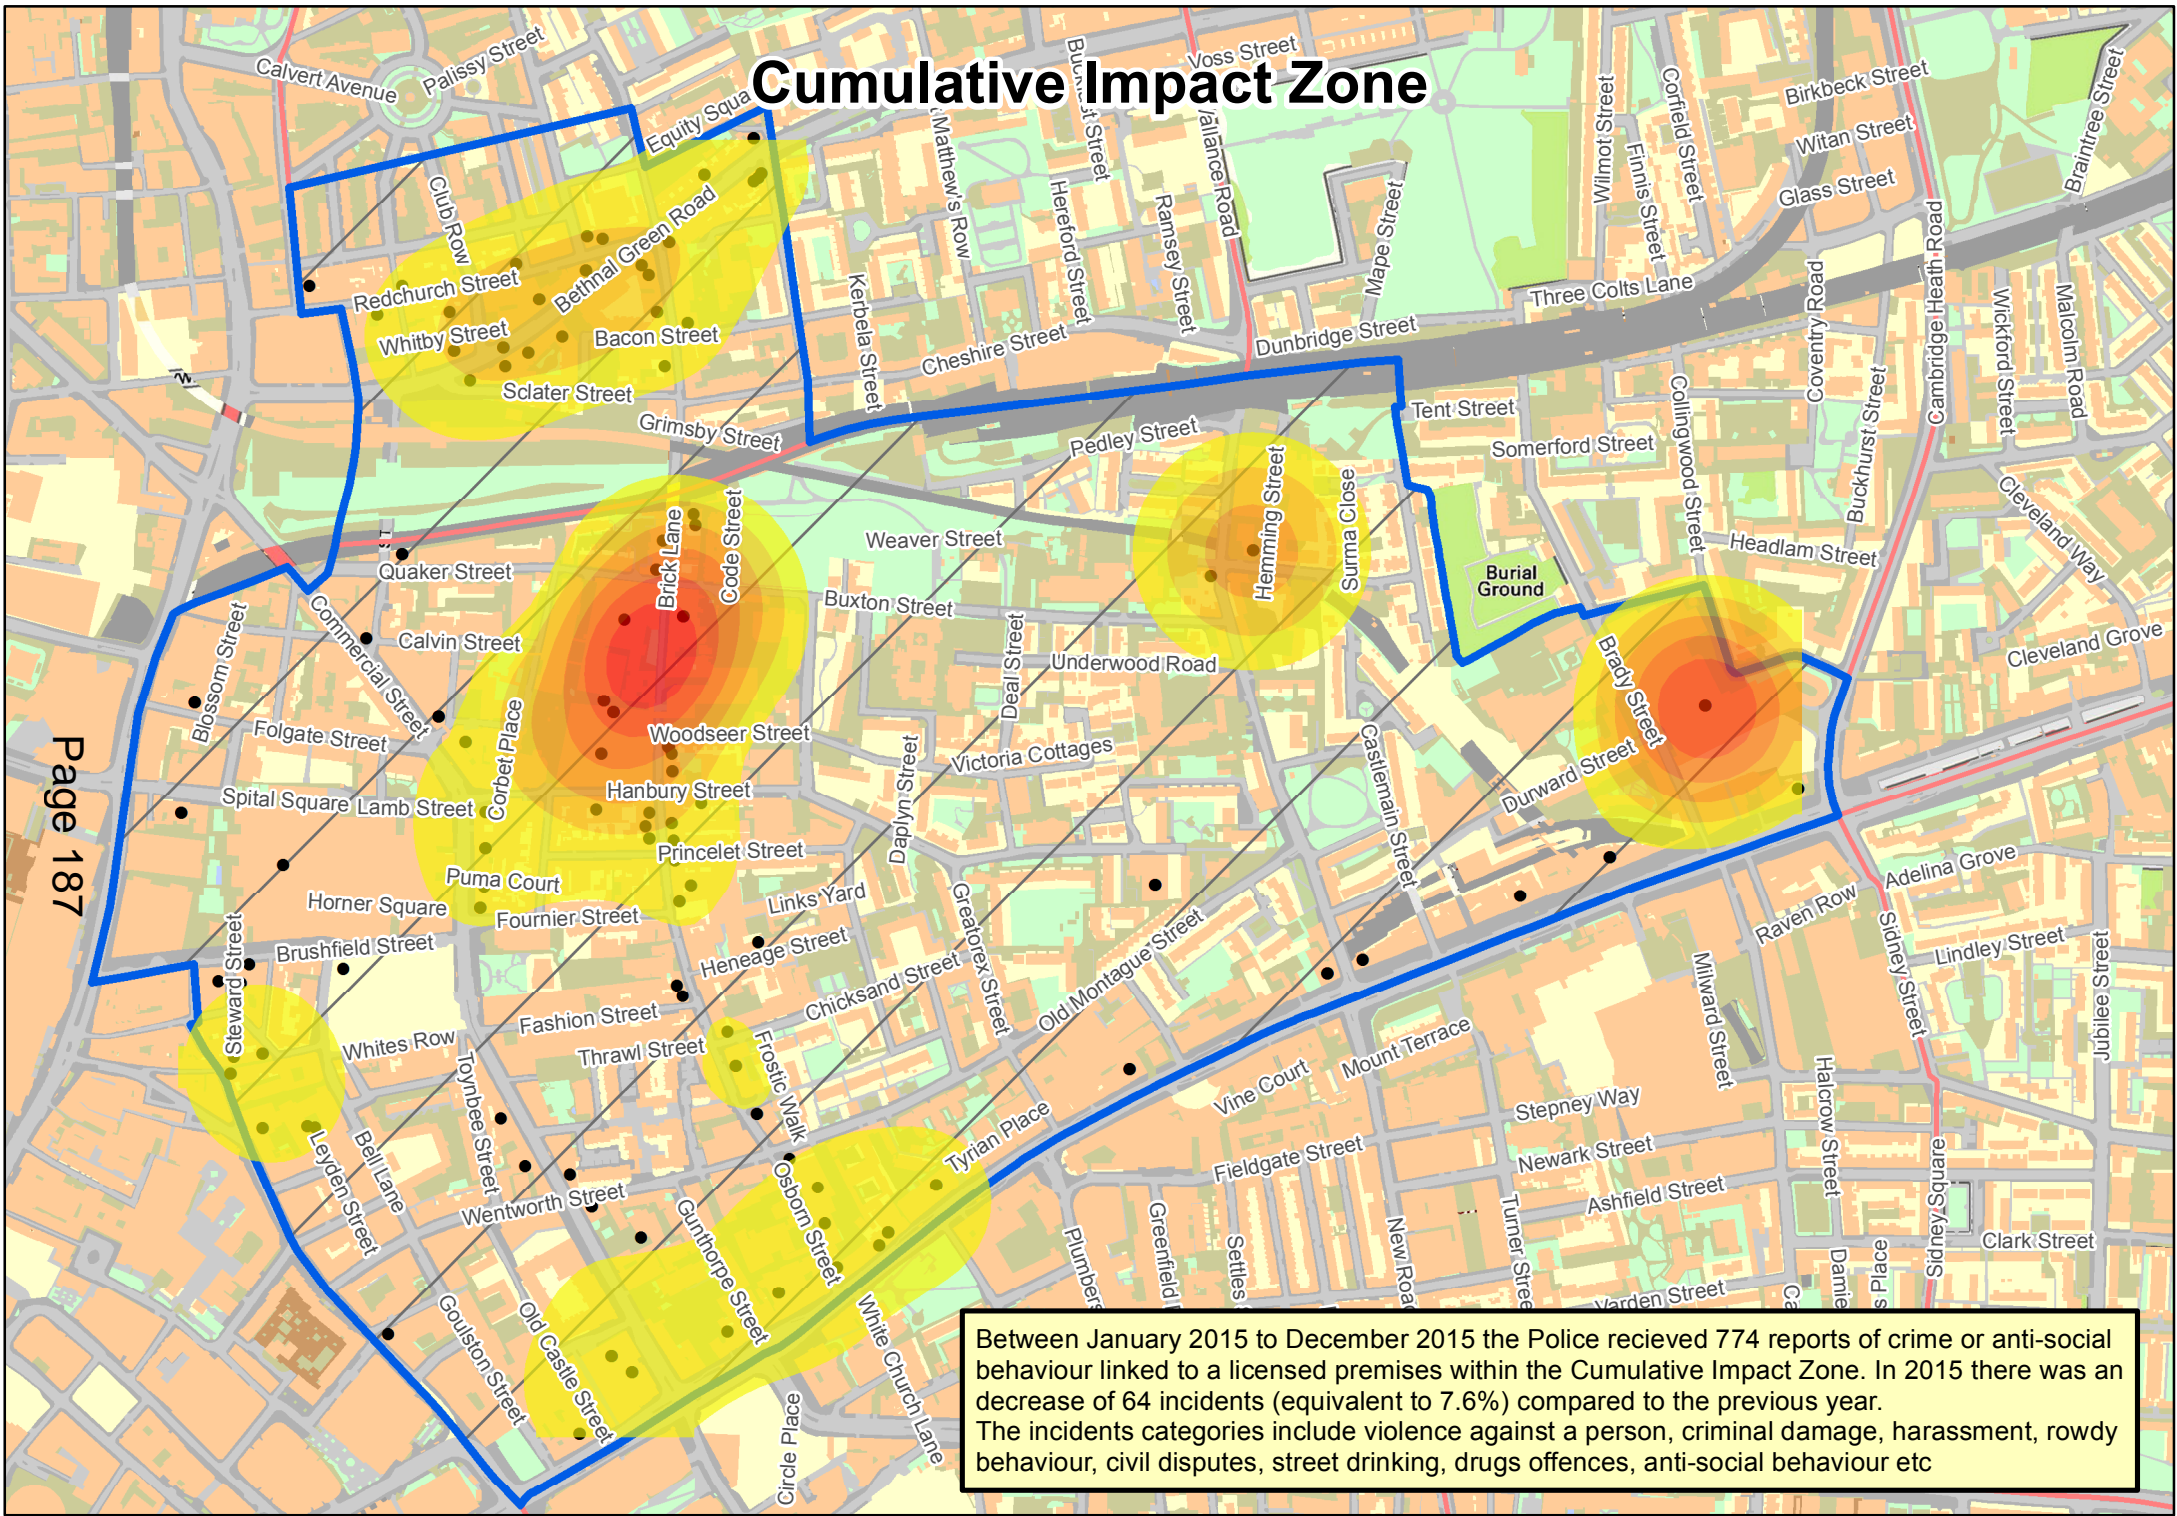 Cumulative Impact Zone
Calvert Avenue
Palissy Street
Equity Squa
Voss Street
Birkbeck Street
Braintree Street
Witan Street
Glass Street
Wilmot Street
Corfield Street
Finnis Street
Matthew's Row
Hereford Street
Ramsey Street
Mape Street
Club Row
Redchurch Street
Bethnal Green Road
Whitby Street
Bacon Street
Sclater Street
Grimsby Street
Kerbela Street
Cheshire Street
Dunbridge Street
Three Colts Lane
Coventry Road
Cambridge Heath Road
Wickford Street
Malcolm Road
Tent Street
Pedley Street
Somerford Street
Collingwood Street
Buckhurst Street
Cleveland Way
Hemming Street
Surma Close
Headlam Street
Brick Lane
Code Street
Weaver Street
Quaker Street
Buxton Street
Burial
Ground
Blossom Street
Commercial Street
Calvin Street
Deal Street
Underwood Road
Brady Street
Cleveland Grove
Folgate Street
Corbet Place
Woodseer Street
Daplyn Street
Victoria Cottages
Castlemain Street
Durward Street
Page 187
Spital Square Lamb Street
Hanbury Street
Princelet Street
Puma Court
Horner Square
Fournier Street
Links Yard
Greatorex Street
Adelina Grove
Raven Row
Steward Street
Brushfield Street
Heneage Street
Chicksand Street
Old Montague Street
Milward Street
Sidney Street
Lindley Street
Jubilee Street
Whites Row
Fashion Street
Thrawl Street
Frostic Walk
Toynbee Street
Vine Court
Mount Terrace
Stepney Way
Halcrow Street
Leyden Street
Bell Lane
Wentworth Street
Tyrian Place
Osborn Street
Gunthorpe Street
Fieldgate Street
Newark Street
Ashfield Street
Sidney Square
Clark Street
Plumbers
Greenfield
Settles
New Road
Turner Stree
Varden Street
Damie
s Place
Goulston Street
Old Castle Street
White Church Lane
Circle Place
Between January 2015 to December 2015 the Police recieved 774 reports of crime or anti-social
behaviour linked to a licensed premises within the Cumulative Impact Zone. In 2015 there was an
decrease of 64 incidents (equivalent to 7.6%) compared to the previous year.
The incidents categories include violence against a person, criminal damage, harassment, rowdy
behaviour, civil disputes, street drinking, drugs offences, anti-social behaviour etc